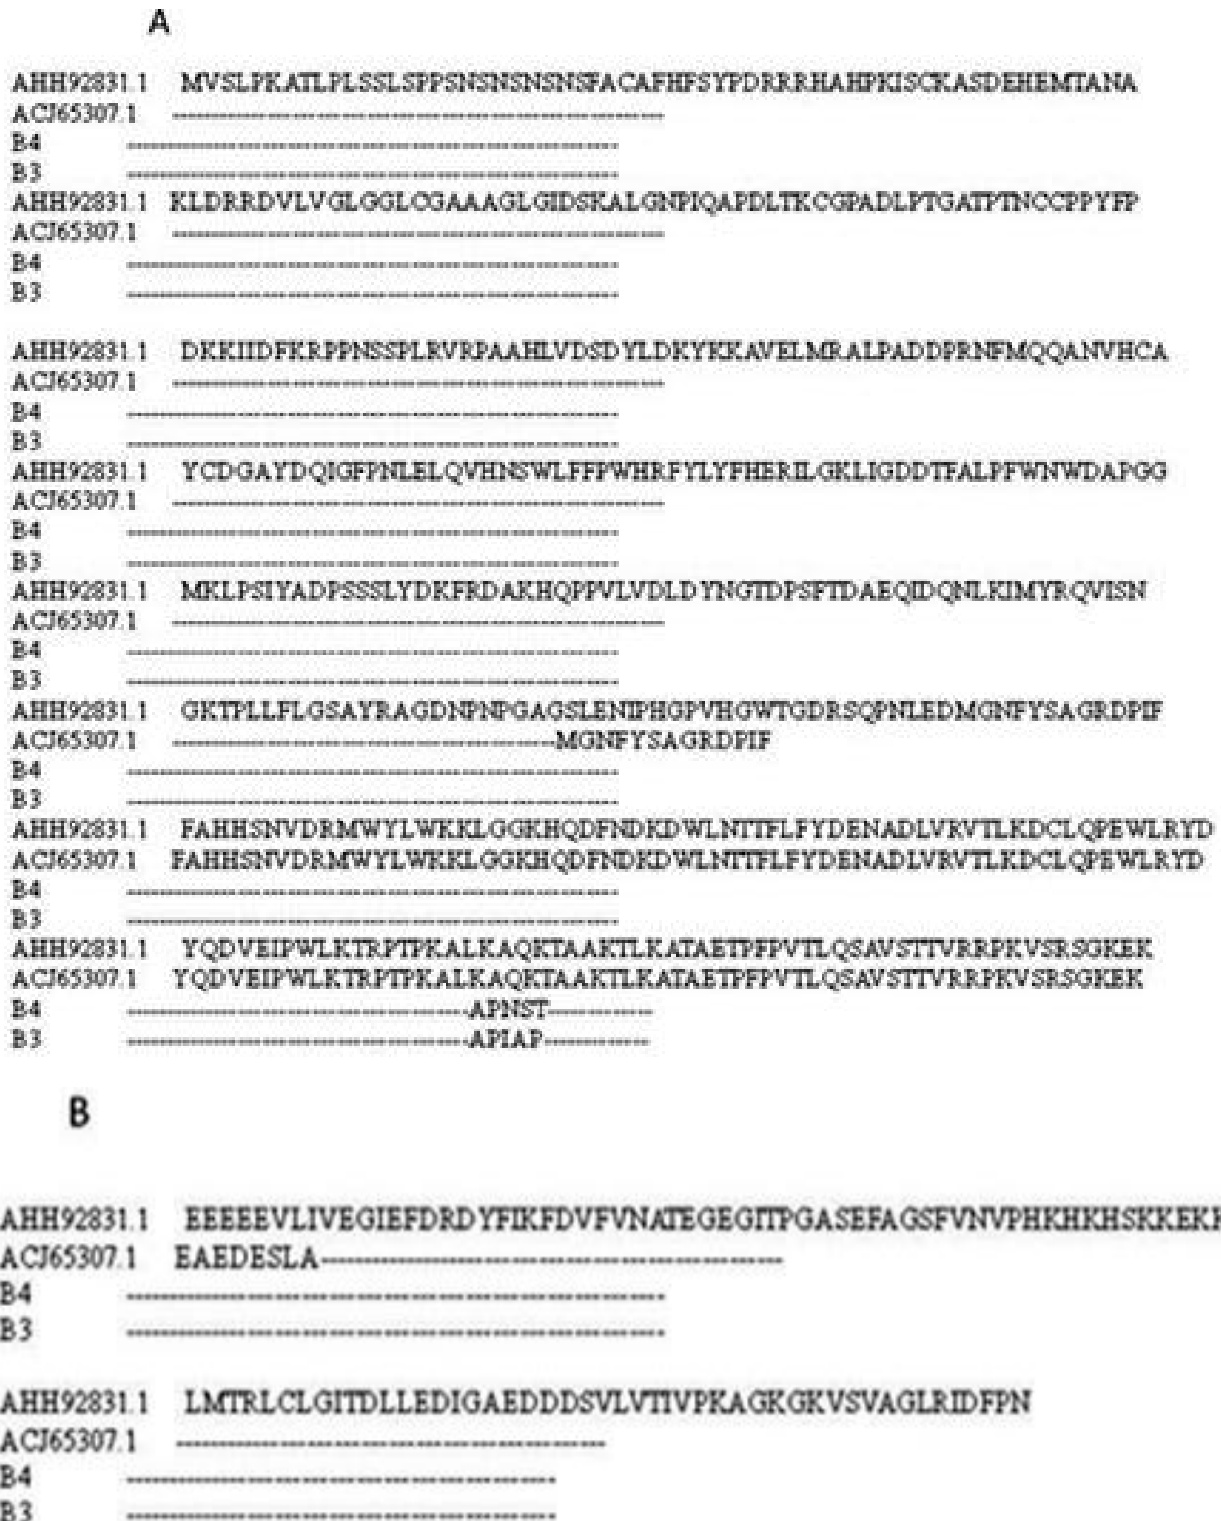 A
AHH92831.1 MVSLPKATLPLSSLSPPSNSNSNSNSNSFACAFHFSYPDRRRHAHPKISCKASDEHEMTANA
ACJ65307.1 ------------------------------------------------------------
B4 ------------------------------------------------------------
B3 ------------------------------------------------------------
AHH92831.1 KLDRRDVLVGLGGLCGAAAGLGIDSKALGNPIQAPDLTKCGPADLPTGATPTNCCPPYFP
ACJ65307.1 ------------------------------------------------------------
B4 ------------------------------------------------------------
B3 ------------------------------------------------------------
AHH92831.1 DKKIIDFKRPPNSSPLRVRPAAHLVDSDYLDKYKKAVELMRALPADDPRNFMQQANVHCA
ACJ65307.1 ------------------------------------------------------------
B4 ------------------------------------------------------------
B3 ------------------------------------------------------------
AHH92831.1 YCDGAYDQIGFPNLELQVHNSWLFFPWHRFYLYFHERILGKLIGDDTFALPFWNWDAPGG
ACJ65307.1 ------------------------------------------------------------
B4 ------------------------------------------------------------
B3 ------------------------------------------------------------
AHH92831.1 MKLPSIYADPSSSLYDKFRDAKHQPPVLVDLDYNGTDPSFTDAEQIDQNLKIMYRQVISN
ACJ65307.1 ------------------------------------------------------------
B4 ------------------------------------------------------------
B3 ------------------------------------------------------------
AHH92831.1 GKTPLLFLGSAYRAGDNPNPGAGSLENIPHGPVHGWTGDRSQPNLEDMGNFYSAGRDPIF
ACJ65307.1 -----------------------------------------------MGNFYSAGRDPIF
B4 ------------------------------------------------------------
B3 ------------------------------------------------------------
AHH92831.1 FAHHSNVDRMWYLWKKLGGKHQDFNDKDWLNTTFLFYDENADLVRVTLKDCLQPEWLRYD
ACJ65307.1 FAHHSNVDRMWYLWKKLGGKHQDFNDKDWLNTTFLFYDENADLVRVTLKDCLQPEWLRYD
B4 ------------------------------------------------------------
B3 ------------------------------------------------------------
AHH92831.1 YQDVEIPWLKTRPTPKALKAQKTAAKTLKATAETPFPVTLQSAVSTTVRRPKVSRSGKEK
ACJ65307.1 YQDVEIPWLKTRPTPKALKAQKTAAKTLKATAETPFPVTLQSAVSTTVRRPKVSRSGKEK
B4 ------------------------------------------APNST-------------
B3 ------------------------------------------APIAP-------------
B
AHH92831.1 EEEEEVLIVEGIEFDRDYFIKFDVFVNATEGEGITPGASEFAGSFVNVPHKHKHSKKEKK
ACJ65307.1 EAEDESLA----------------------------------------------------
B4 ------------------------------------------------------------
B3 ------------------------------------------------------------
AHH92831.1 LMTRLCLGITDLLEDIGAEDDDSVLVTIVPKAGKGKVSVAGLRIDFPN
ACJ65307.1 ------------------------------------------------
B4 ------------------------------------------------
B3 ------------------------------------------------